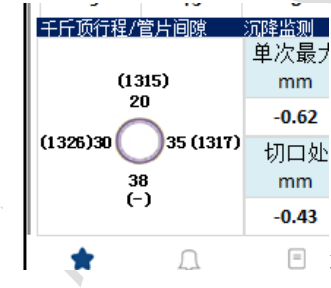 千斤顶行程/管片间隙
沉降监测
单次最大
mm
-0.62
切口处
mm
-0.43
(1315)
20
(1326)30
35 (1317)
38
(-)